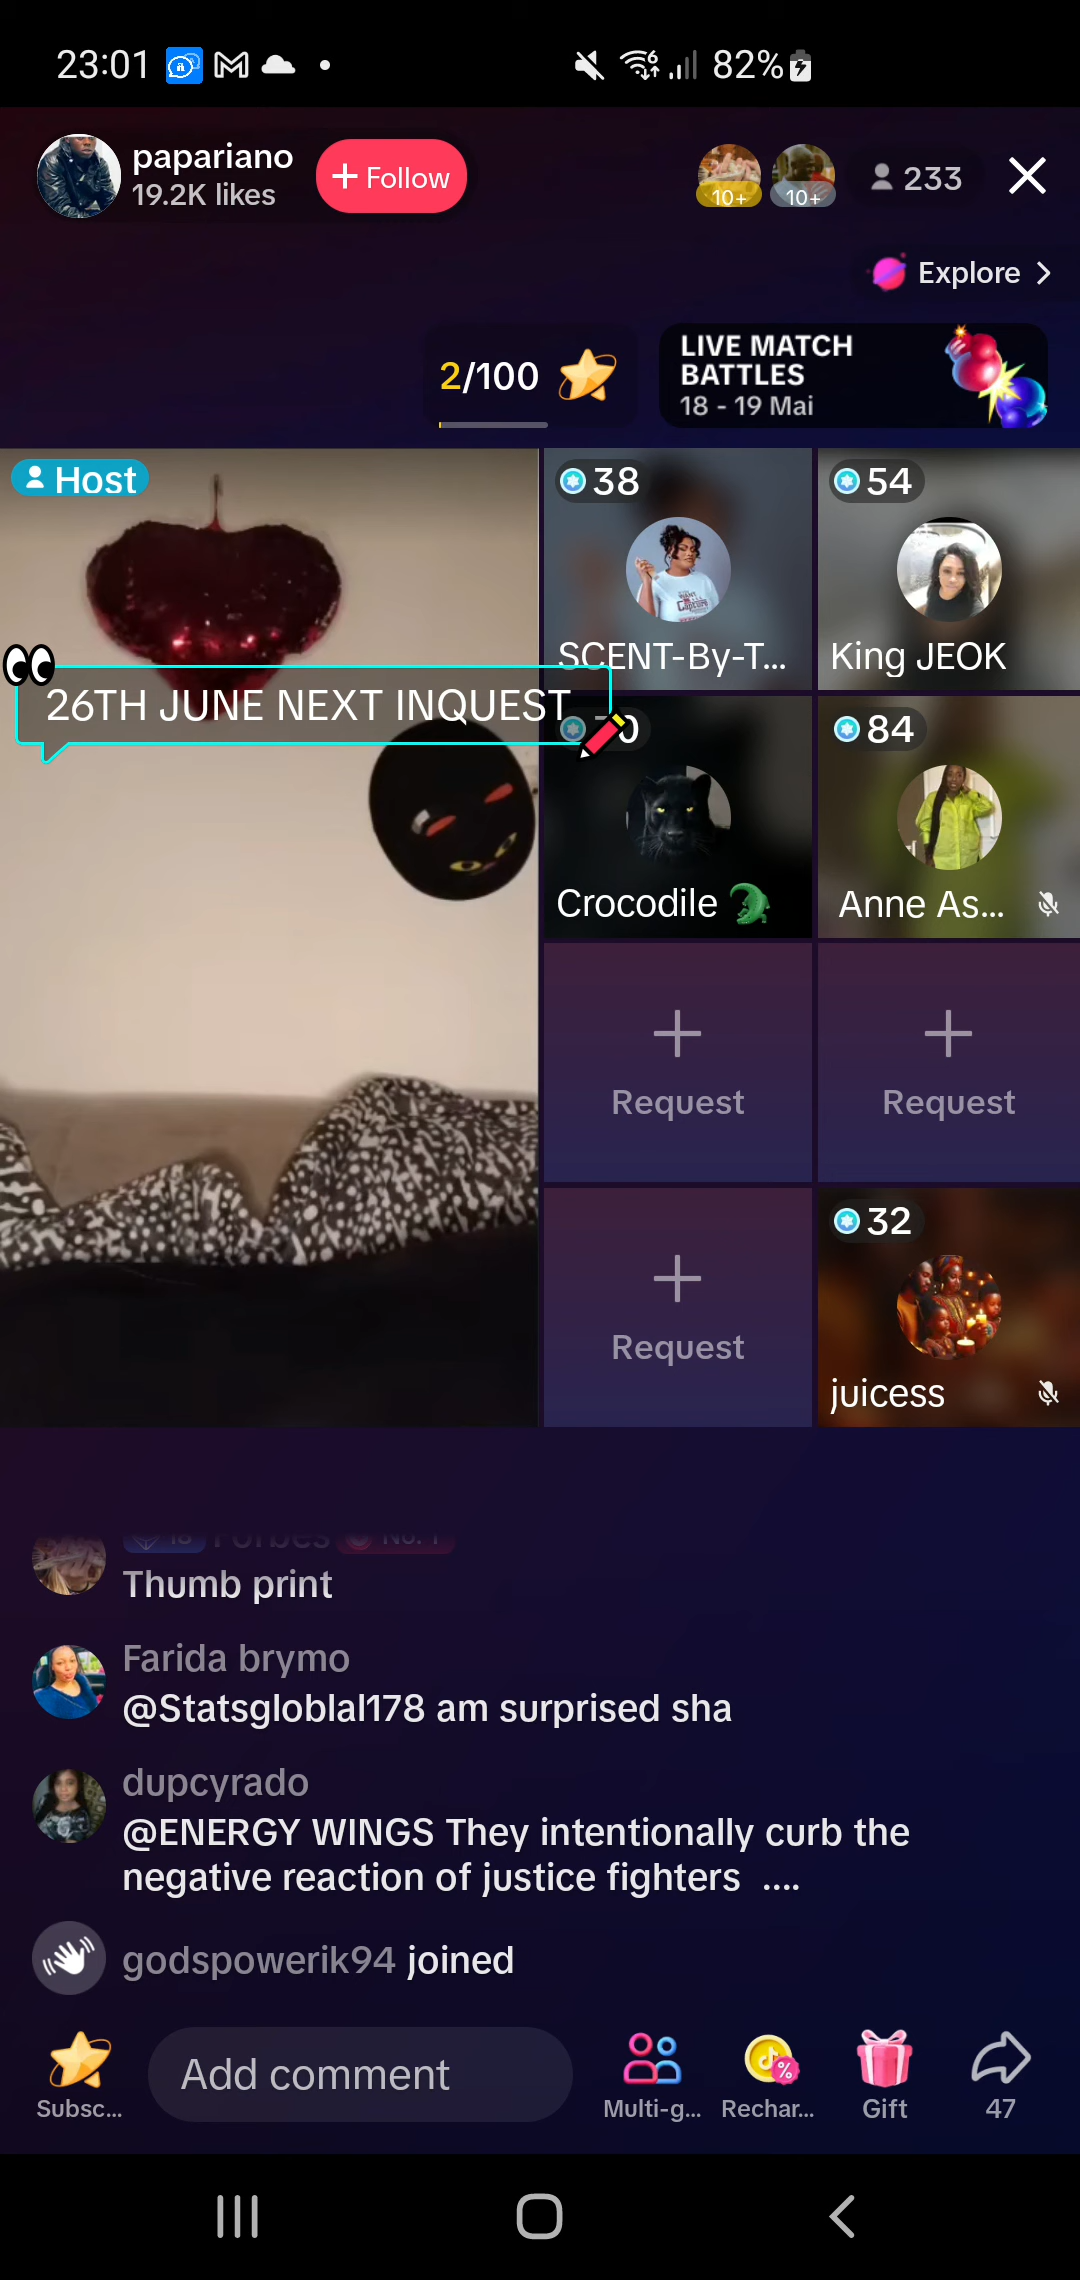 23:01
82%
papariano
19.2K likes
+ Follow
10+
10+
233
Explore
2/100
LIVE MATCH
BATTLES
18 - 19 Mai
Host
38
54
SCENT-By-T...
King JEOK
26TH JUNE NEXT INQUEST
84
Crocodile
Anne As...
Request
Request
Request
32
juicess
18 Forbes No. 1
Thumb print
Farida brymo
@Statsgloblal178 am surprised sha
dupcyrado
@ENERGY WINGS They intentionally curb the
negative reaction of justice fighters ....
godspowerik94 joined
Subsc...
Add comment
Multi-g...
Rechar...
Gift
47